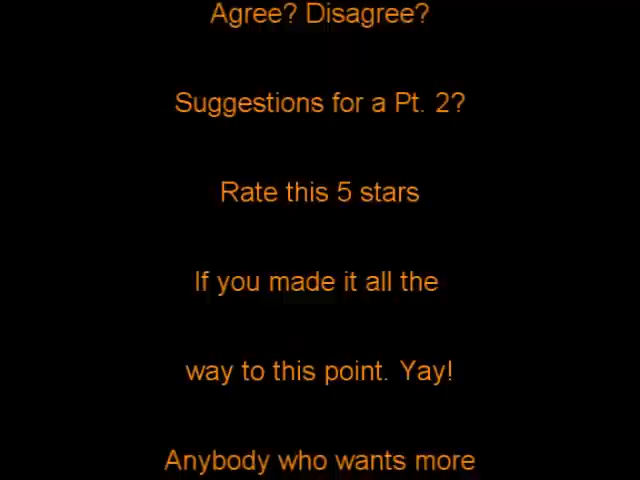 Agree? Disagree?
Suggestions for a Pt. 2?
Rate this 5 stars
If you made it all the
way to this point. Yay!
Anybody who wants more